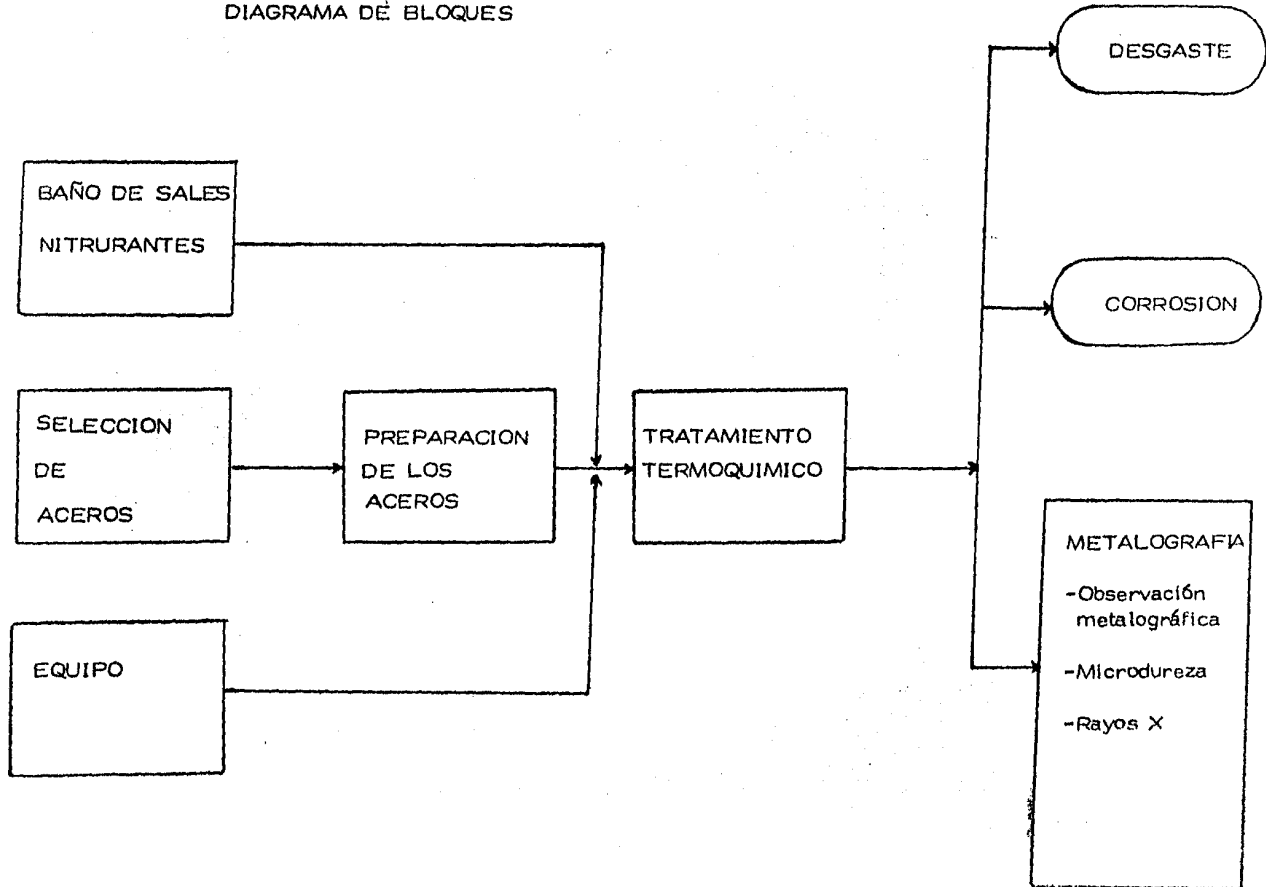 DIAGRAMA DE BLOQUES
DESGASTE
BAÑO DE SALES
NITRURANTES
CORROSION
SELECCION
DE
ACEROS
PREPARACION
DE LOS
ACEROS
TRATAMIENTO
TERMOQUIMICO
METALOGRAFIA
-Observación
metalográfica
-Microdureza
-Rayos X
EQUIPO